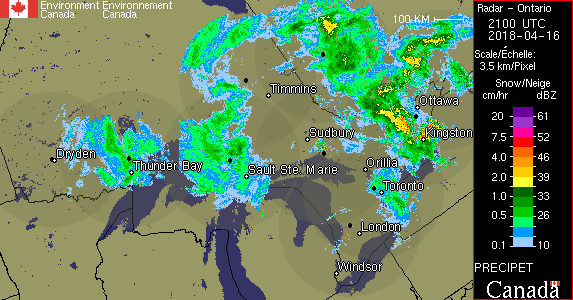 Environment Environnement
Canada Canada
100 KM
Timmins
Ottawa
Sudbury
Kingston
Dryden
Thunder Bay
Sault Ste. Marie
Orillia
Toronto
London
Windsor
Radar - Ontario
2100 UTC
2018-04-16
Scale/Échelle:
3.5 km/Pixel
Snow/Neige
cm/hr dBZ
20 61
10 57
7.5 52
4.0 46
2.0 39
1.0 33
0.5 26
0.1 10
PRECIPET
Canada